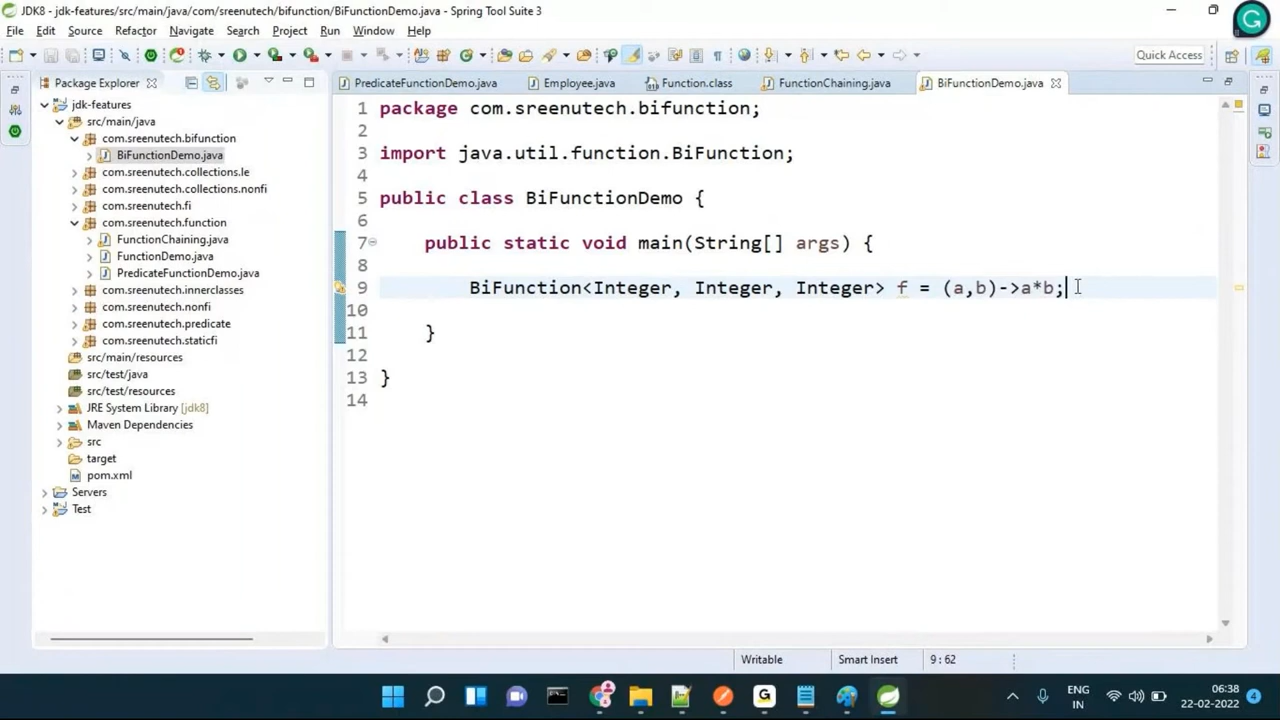 JDK8 - jdk-features/src/main/java/com/sreenutech/bifunction/BiFunctionDemo.java - Spring Tool Suite 3
File Edit Source Refactor Navigate Search Project Run Window Help
Quick Access
Package Explorer
PredicateFunctionDemo.java Employee.java Function.class FunctionChaining.java BiFunctionDemo.java
jdk-features
src/main/java
com.sreenutech.bifunction
BiFunctionDemo.java
com.sreenutech.collections.le
com.sreenutech.collections.nonfi
com.sreenutech.fi
com.sreenutech.function
FunctionChaining.java
FunctionDemo.java
PredicateFunctionDemo.java
com.sreenutech.innerclasses
com.sreenutech.nonfi
com.sreenutech.predicate
com.sreenutech.staticfi
src/main/resources
src/test/java
src/test/resources
JRE System Library [jdk8]
Maven Dependencies
src
target
pom.xml
Servers
Test
1 package com.sreenutech.bifunction;
2
3 import java.util.function.BiFunction;
4
5 public class BiFunctionDemo {
6
7 public static void main(String[] args) {
8
9 BiFunction<Integer, Integer, Integer> f = (a,b)->a*b;
10
11 }
12
13 }
14
Writable Smart Insert 9:62
ENG
IN
06:38
22-02-2022
4